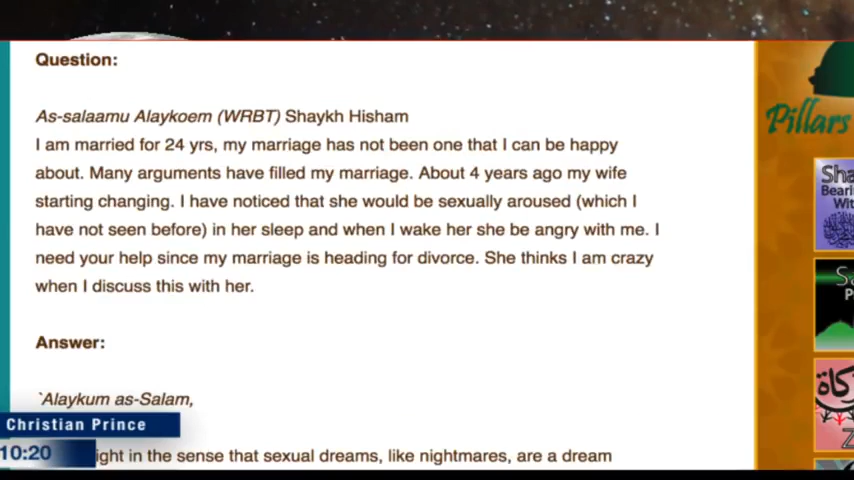 Question:
As-salaamu Alaykoem (WRBT) Shaykh Hisham
I am married for 24 yrs, my marriage has not been one that I can be happy
about. Many arguments have filled my marriage. About 4 years ago my wife
starting changing. I have noticed that she would be sexually aroused (which I
have not seen before) in her sleep and when I wake her she be angry with me. I
need your help since my marriage is heading for divorce. She thinks I am crazy
when I discuss this with her.
Answer:
`Alaykum as-Salam,
ight in the sense that sexual dreams, like nightmares, are a dream
Christian Prince
10:20
Pillars
Sha
Beari
Wit
S
P
Z